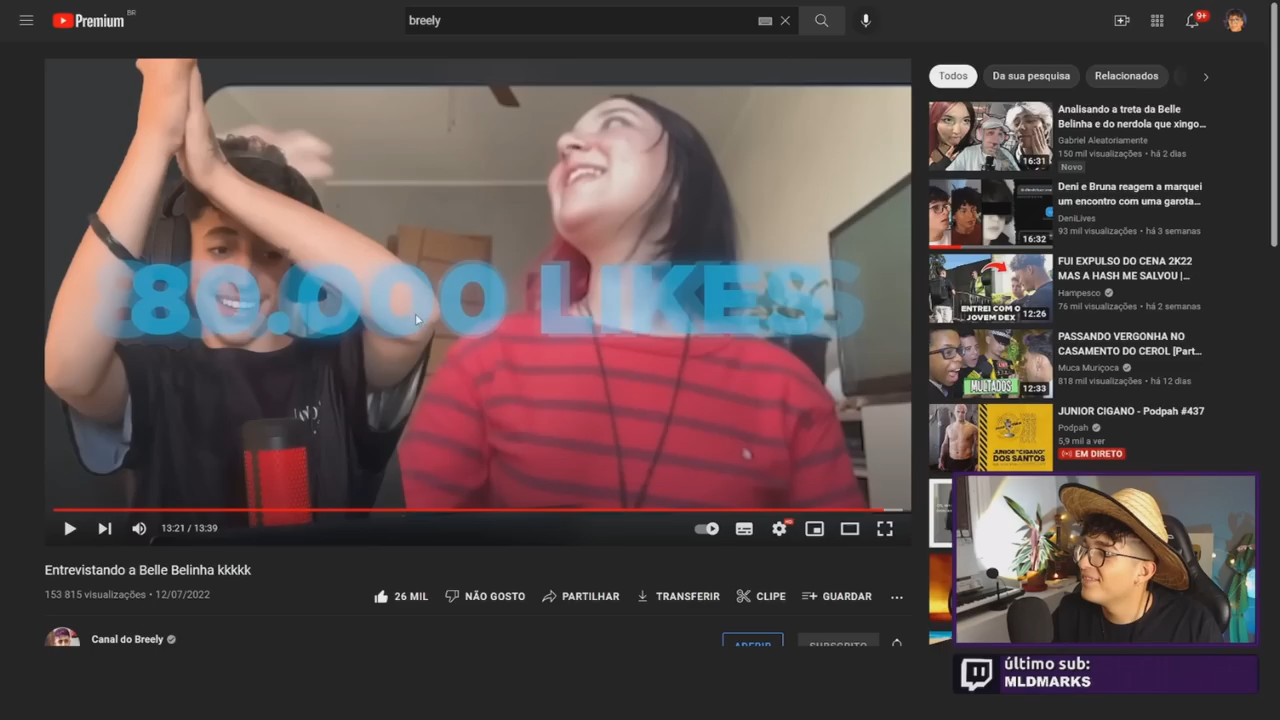 Premium BR
breely
9+
80.000 LIKES
13:21 / 13:39
Entrevistando a Belle Belinha kkkkk
153 815 visualizações • 12/07/2022
26 MIL
NÃO GOSTO
PARTILHAR
TRANSFERIR
CLIPE
GUARDAR
Canal do Breely
ADERIR
SUBSCRITO
Todos
Da sua pesquisa
Relacionados
16:31
Analisando a treta da Belle
Belinha e do nerdola que xingo...
Gabriel Aleatoriamente
150 mil visualizações • há 2 dias
Novo
16:32
Deni e Bruna reagem a marquei
um encontro com uma garota...
DeniLives
93 mil visualizações • há 3 semanas
ENTREI COM O
JOVEM DEX
12:26
FUI EXPULSO DO CENA 2K22
MAS A HASH ME SALVOU |...
Hampesco
76 mil visualizações • há 2 semanas
MULTADOS
12:33
PASSANDO VERGONHA NO
CASAMENTO DO CEROL [Part...
Muca Muriçoca
818 mil visualizações • há 12 dias
JUNIOR "CIGANO"
DOS SANTOS
JUNIOR CIGANO - Podpah #437
Podpah
5,9 mil a ver
EM DIRETO
último sub:
MLDMARKS